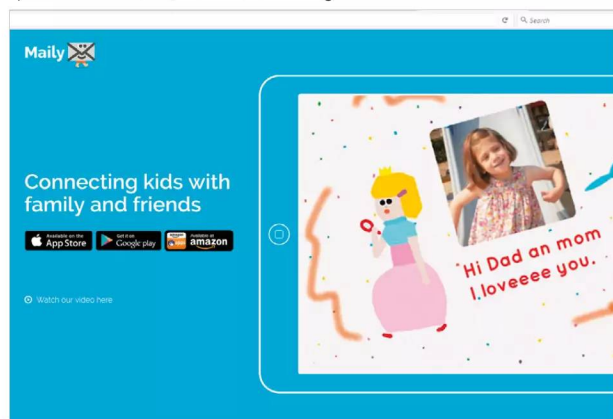 Search
Maily
Connecting kids with
family and friends
Available on the
App Store
Get it on
Google play
Available at
amazon
Watch our video here
Hi Dad an mom
I loveeee you.